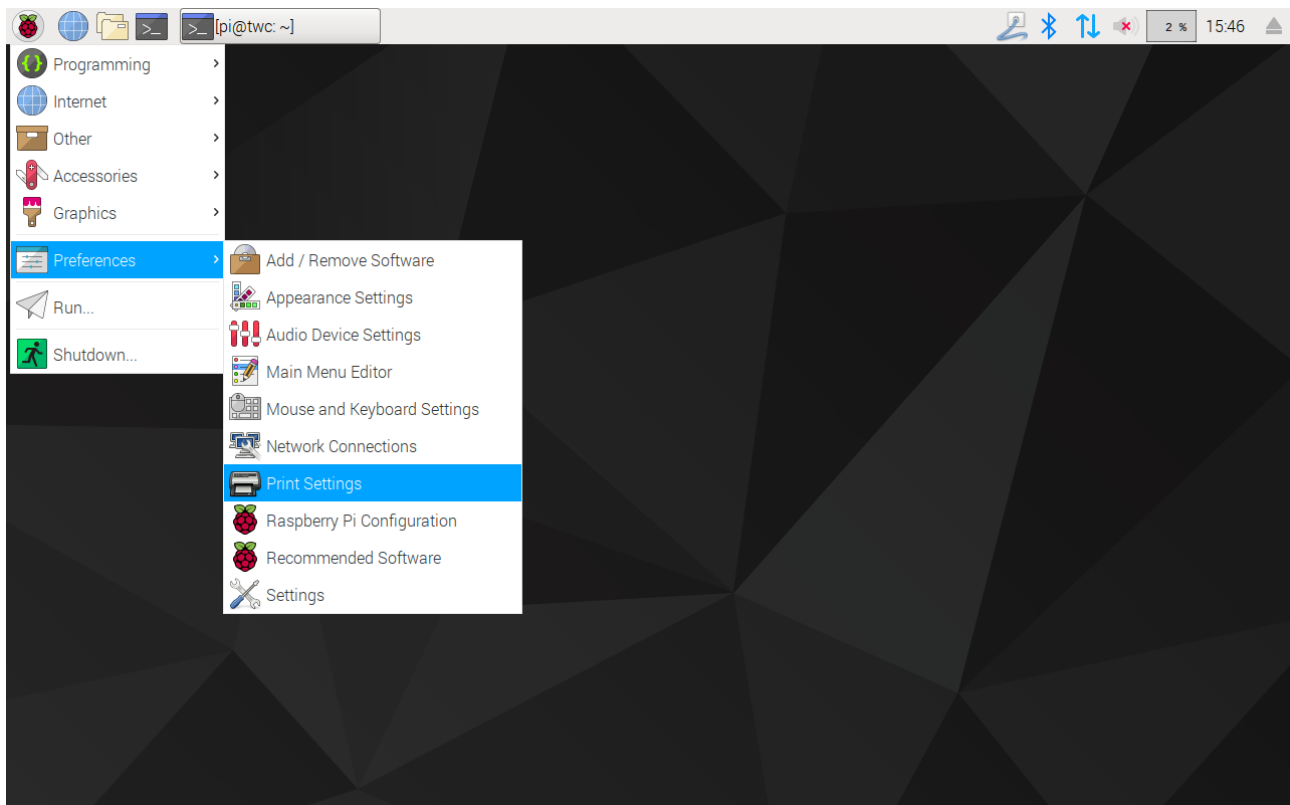 [pi@twc: ~]
2 %
15:46
Programming
Internet
Other
Accessories
Graphics
Preferences
Run...
Shutdown...
Add / Remove Software
Appearance Settings
Audio Device Settings
Main Menu Editor
Mouse and Keyboard Settings
Network Connections
Print Settings
Raspberry Pi Configuration
Recommended Software
Settings